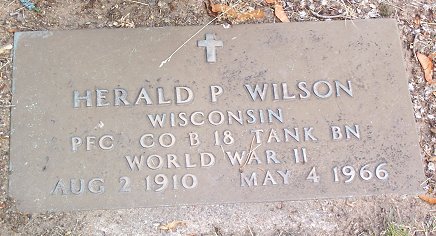 HERALD P WILSON
WISCONSIN
PFC CO B 18 TANK BN
WORLD WAR II
AUG 2 1910 MAY 4 1966